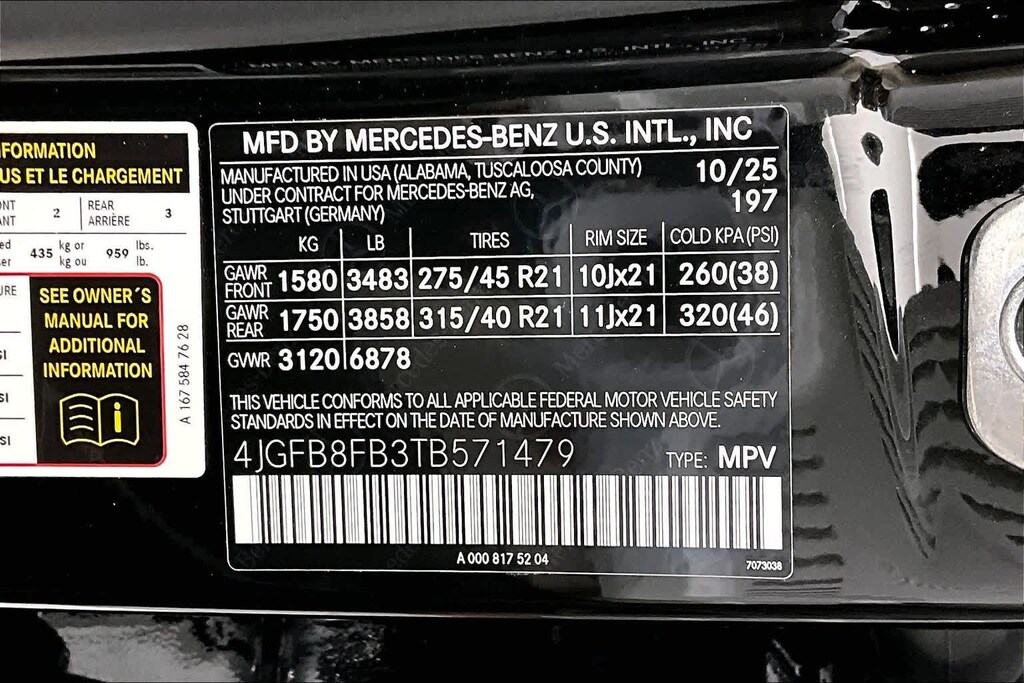 MFD BY MERCEDES-BENZ U.S. INTL., INC
MANUFACTURED IN USA (ALABAMA, TUSCALOOSA COUNTY) 10/25
UNDER CONTRACT FOR MERCEDES-BENZ AG, 197
STUTTGART (GERMANY)
KG LB TIRES RIM SIZE COLD KPA (PSI)
GAWR FRONT 1580 3483 275/45 R21 10Jx21 260(38)
GAWR REAR 1750 3858 315/40 R21 11Jx21 320(46)
GVWR 3120 6878
THIS VEHICLE CONFORMS TO ALL APPLICABLE FEDERAL MOTOR VEHICLE SAFETY
STANDARDS IN EFFECT ON THE DATE OF MANUFACTURE SHOWN ABOVE.
4JGFB8FB3TB571479 TYPE: MPV
A 000 817 52 04
7073038
US ET LE CHARGEMENT
2 REAR 3
ARRIÈRE
435 kg or 959 lbs.
kg ou lb.
SEE OWNER´S
MANUAL FOR
ADDITIONAL
INFORMATION
A 167 584 76 28